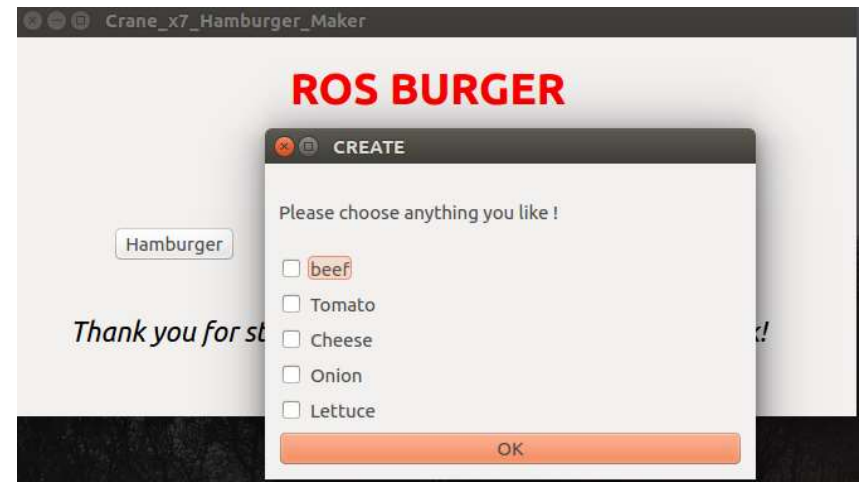 Crane_x7_Hamburger_Maker
ROS BURGER
CREATE
Please choose anything you like !
Hamburger
beef
Tomato
Thank you for
Cheese
Onion
Lettuce
OK